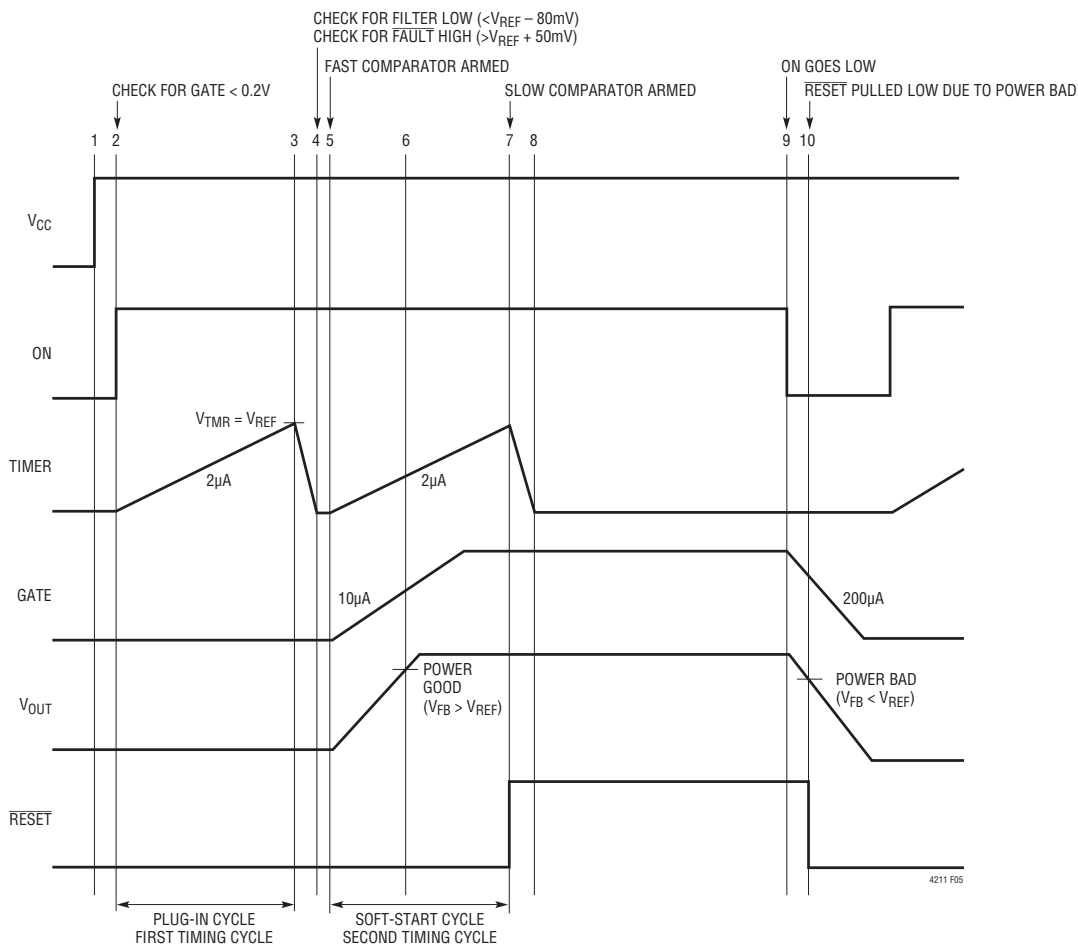 CHECK FOR FILTER LOW (<VREF – 80mV)
CHECK FOR FAULT HIGH (>VREF + 50mV)
FAST COMPARATOR ARMED
ON GOES LOW
CHECK FOR GATE < 0.2V
SLOW COMPARATOR ARMED
RESET PULLED LOW DUE TO POWER BAD
1 2 3 4 5 6 7 8 9 10
VCC
ON
VTMR = VREF
TIMER
2µA
2µA
GATE
10µA
200µA
POWER
GOOD
(VFB > VREF)
POWER BAD
(VFB < VREF)
VOUT
RESET
4211 F05
PLUG-IN CYCLE
FIRST TIMING CYCLE
SOFT-START CYCLE
SECOND TIMING CYCLE